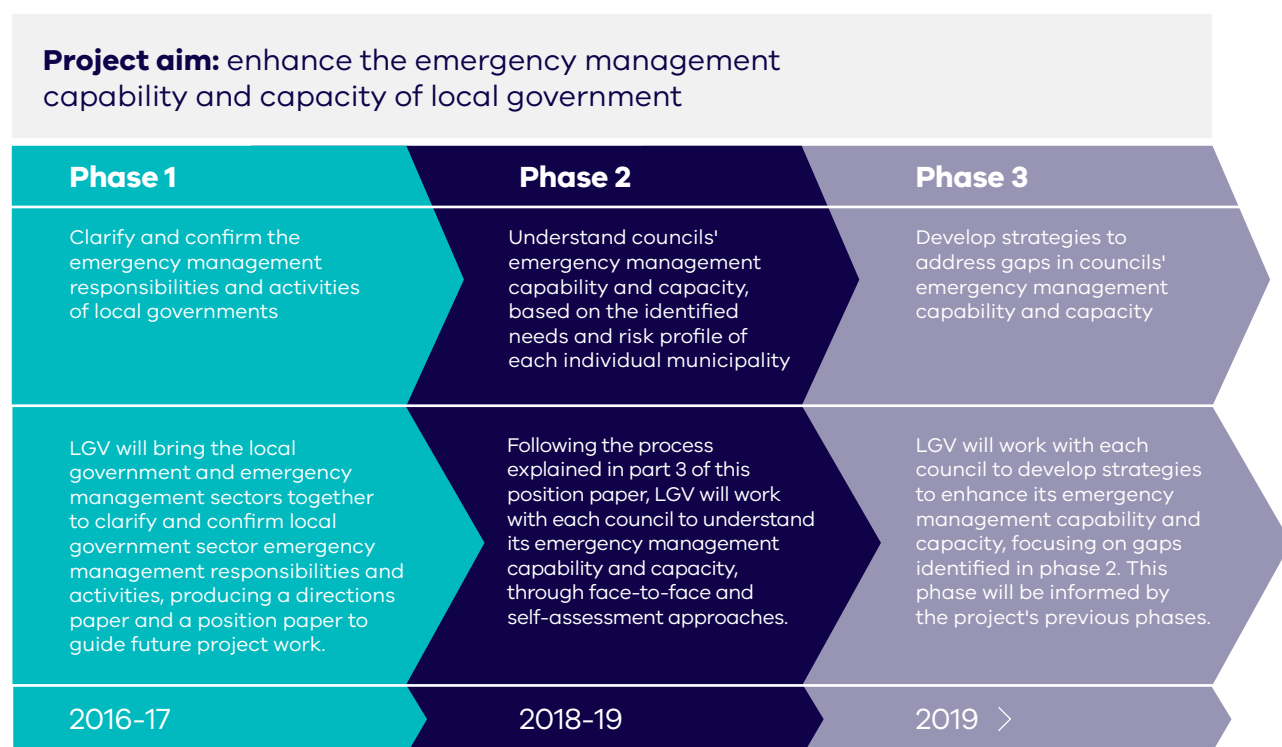 Project aim: enhance the emergency management
capability and capacity of local government
Phase 1
Phase 2
Phase 3
Clarify and confirm the
emergency management
responsibilities and activities
of local governments
Understand councils'
emergency management
capability and capacity,
based on the identified
needs and risk profile of
each individual municipality
Develop strategies to
address gaps in councils'
emergency management
capability and capacity
LGV will bring the local
government and emergency
management sectors together
to clarify and confirm local
government sector emergency
management responsibilities and
activities, producing a directions
paper and a position paper to
guide future project work.
Following the process
explained in part 3 of this
position paper, LGV will work
with each council to understand
its emergency management
capability and capacity,
through face-to-face and
self-assessment approaches.
LGV will work with each
council to develop strategies
to enhance its emergency
management capability and
capacity, focusing on gaps
identified in phase 2. This
phase will be informed by
the project's previous phases.
2016-17
2018-19
2019 >